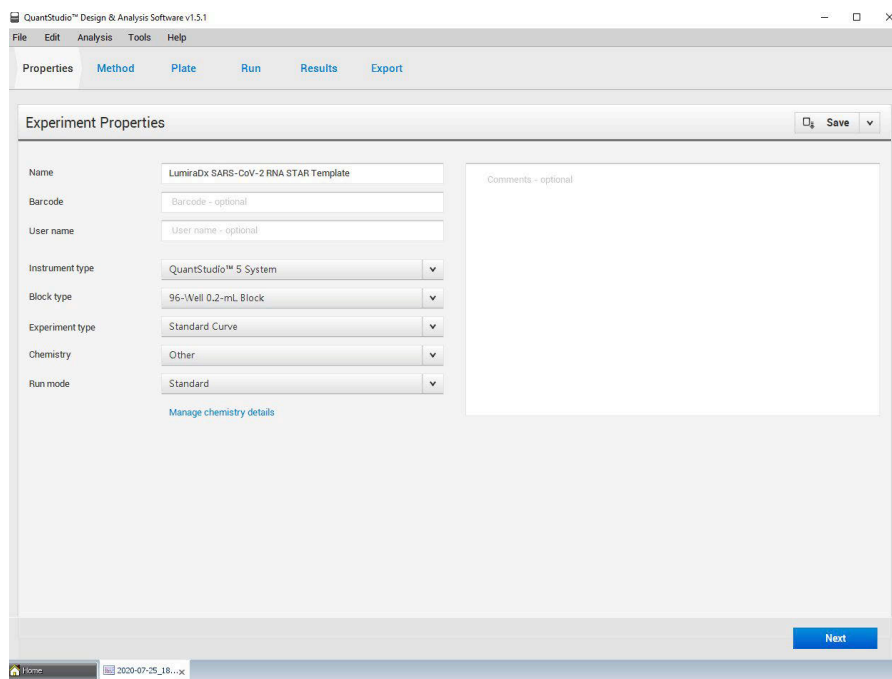 QuantStudio™ Design & Analysis Software v1.5.1
File Edit Analysis Tools Help
Properties Method Plate Run Results Export
Experiment Properties
Save
Name LumiraDx SARS-CoV-2 RNA STAR Template
Comments - optional
Barcode Barcode - optional
User name User name - optional
Instrument type QuantStudio™ 5 System
Block type 96-Well 0.2-mL Block
Experiment type Standard Curve
Chemistry Other
Run mode Standard
Manage chemistry details
Next
Home 2020-07-25_18...